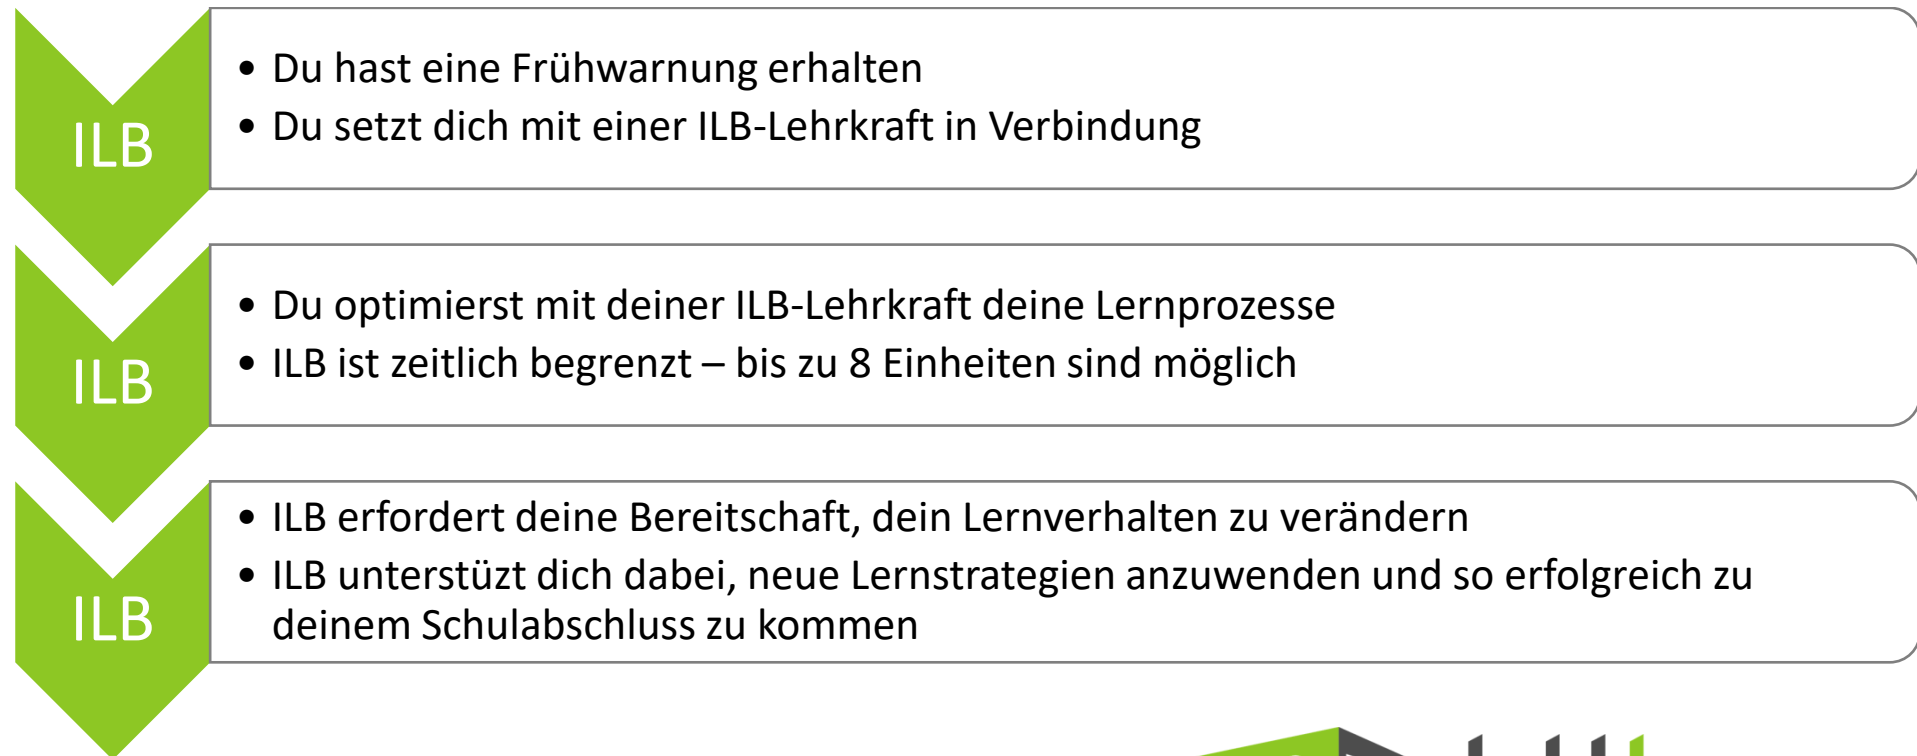 ILB
• Du hast eine Frühwarnung erhalten
• Du setzt dich mit einer ILB-Lehrkraft in Verbindung
ILB
• Du optimierst mit deiner ILB-Lehrkraft deine Lernprozesse
• ILB ist zeitlich begrenzt – bis zu 8 Einheiten sind möglich
ILB
• ILB erfordert deine Bereitschaft, dein Lernverhalten zu verändern
• ILB unterstüzt dich dabei, neue Lernstrategien anzuwenden und so erfolgreich zu
deinem Schulabschluss zu kommen